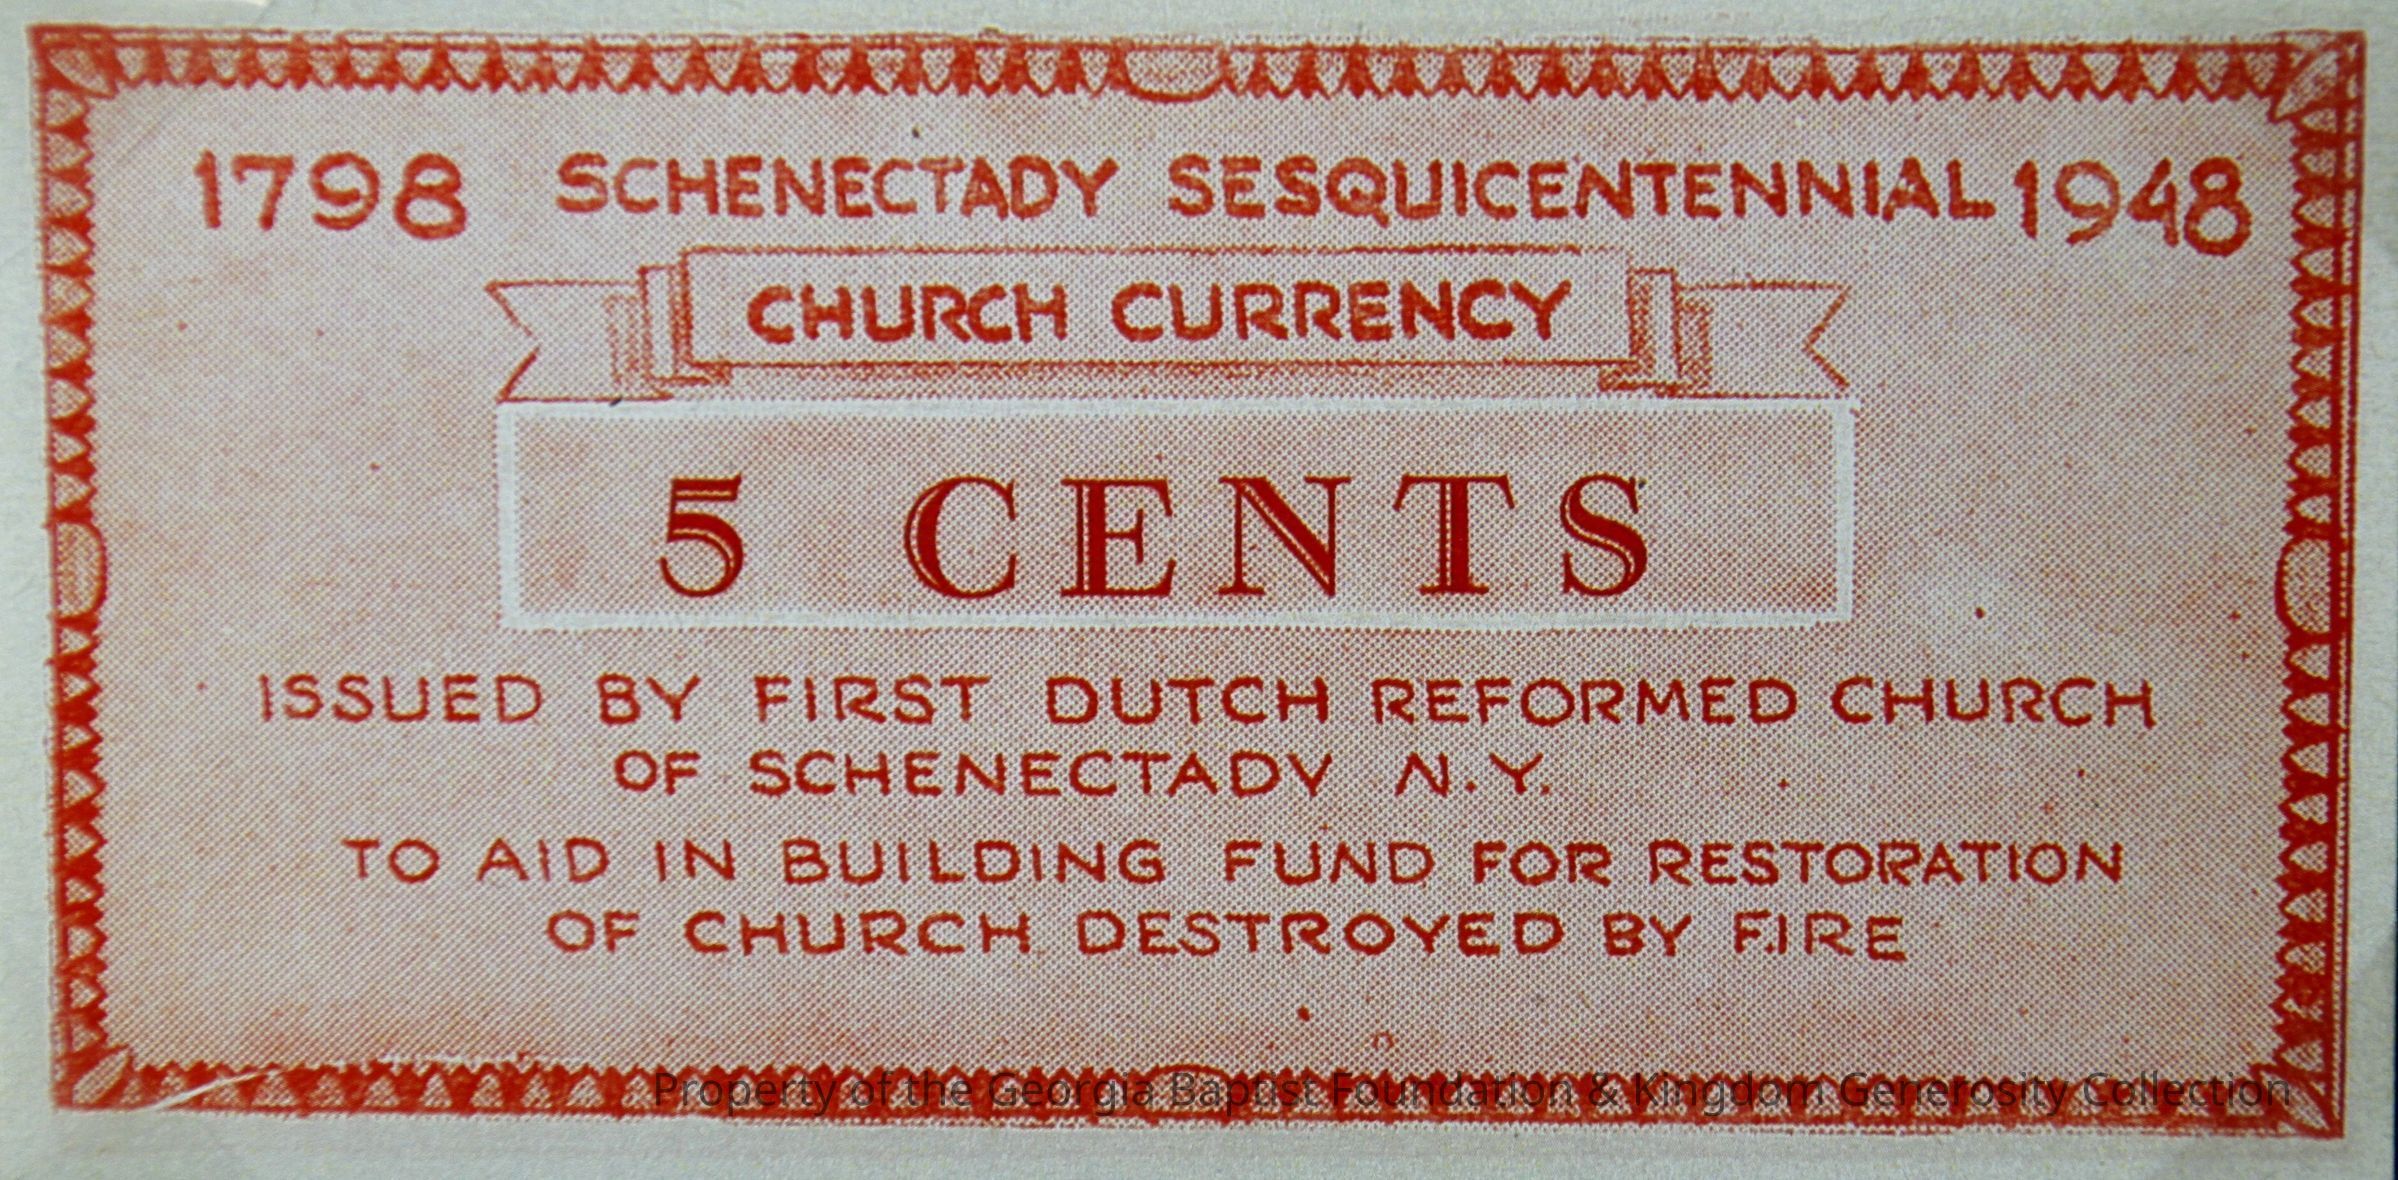 1798 SCHENECTADY SESQUICENTENNIAL 1948
CHURCH CURRENCY
5 CENTS
ISSUED BY FIRST DUTCH REFORMED CHURCH
OF SCHENECTADY N.Y.
TO AID IN BUILDING FUND FOR RESTORATION
OF CHURCH DESTROYED BY FIRE
Property of the Georgia Baptist Foundation & Kingdom Generosity Collection